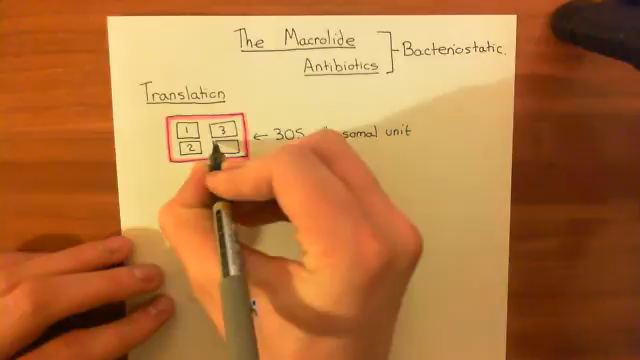 The Macrolide
Antibiotics
Bacteriostatic.
Translation
1 3
2
← 30S somal unit